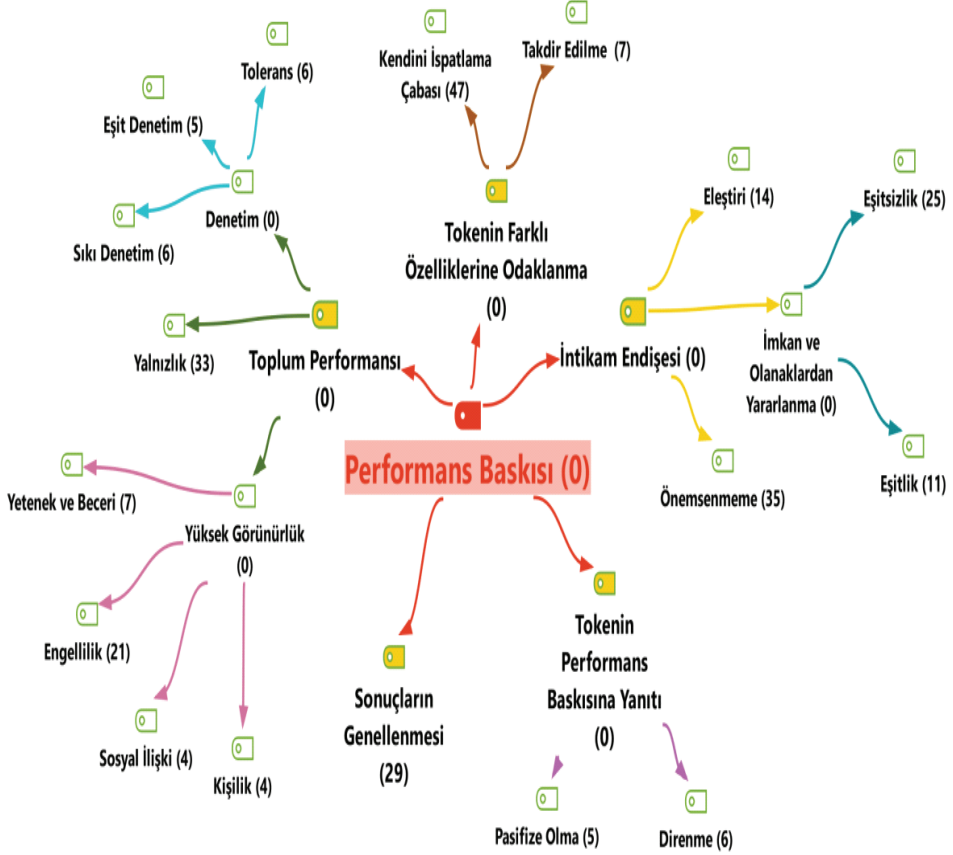 Tolerans (6)
Eşit Denetim (5)
Denetim (0)
Sıkı Denetim (6)
Kendini İspatlama
Çabası (47)
Takdir Edilme (7)
Tokenin Farklı
Özelliklerine Odaklanma
(0)
Eleştiri (14)
Eşitsizlik (25)
İmkan ve
Olanaklardan
Yararlanma (0)
Eşitlik (11)
İntikam Endişesi (0)
Önemsenmeme (35)
Yalnızlık (33)
Toplum Performansı
(0)
Performans Baskısı (0)
Yetenek ve Beceri (7)
Yüksek Görünürlük
(0)
Engellilik (21)
Sosyal İlişki (4)
Kişilik (4)
Sonuçların
Genellenmesi
(29)
Tokenin
Performans
Baskısına Yanıtı
(0)
Pasifize Olma (5)
Direnme (6)